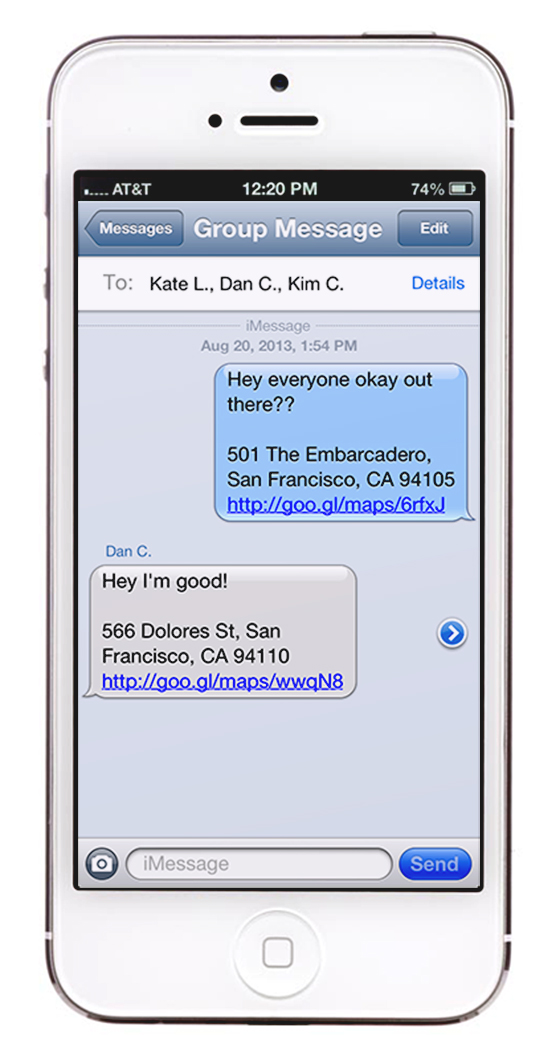 AT&T 12:20 PM 74%
Messages Group Message Edit
To: Kate L., Dan C., Kim C. Details
iMessage
Aug 20, 2013, 1:54 PM
Hey everyone okay out
there??
501 The Embarcadero,
San Francisco, CA 94105
http://goo.gl/maps/6rfxJ
Dan C.
Hey I'm good!
566 Dolores St, San
Francisco, CA 94110
http://goo.gl/maps/wwqN8
iMessage Send